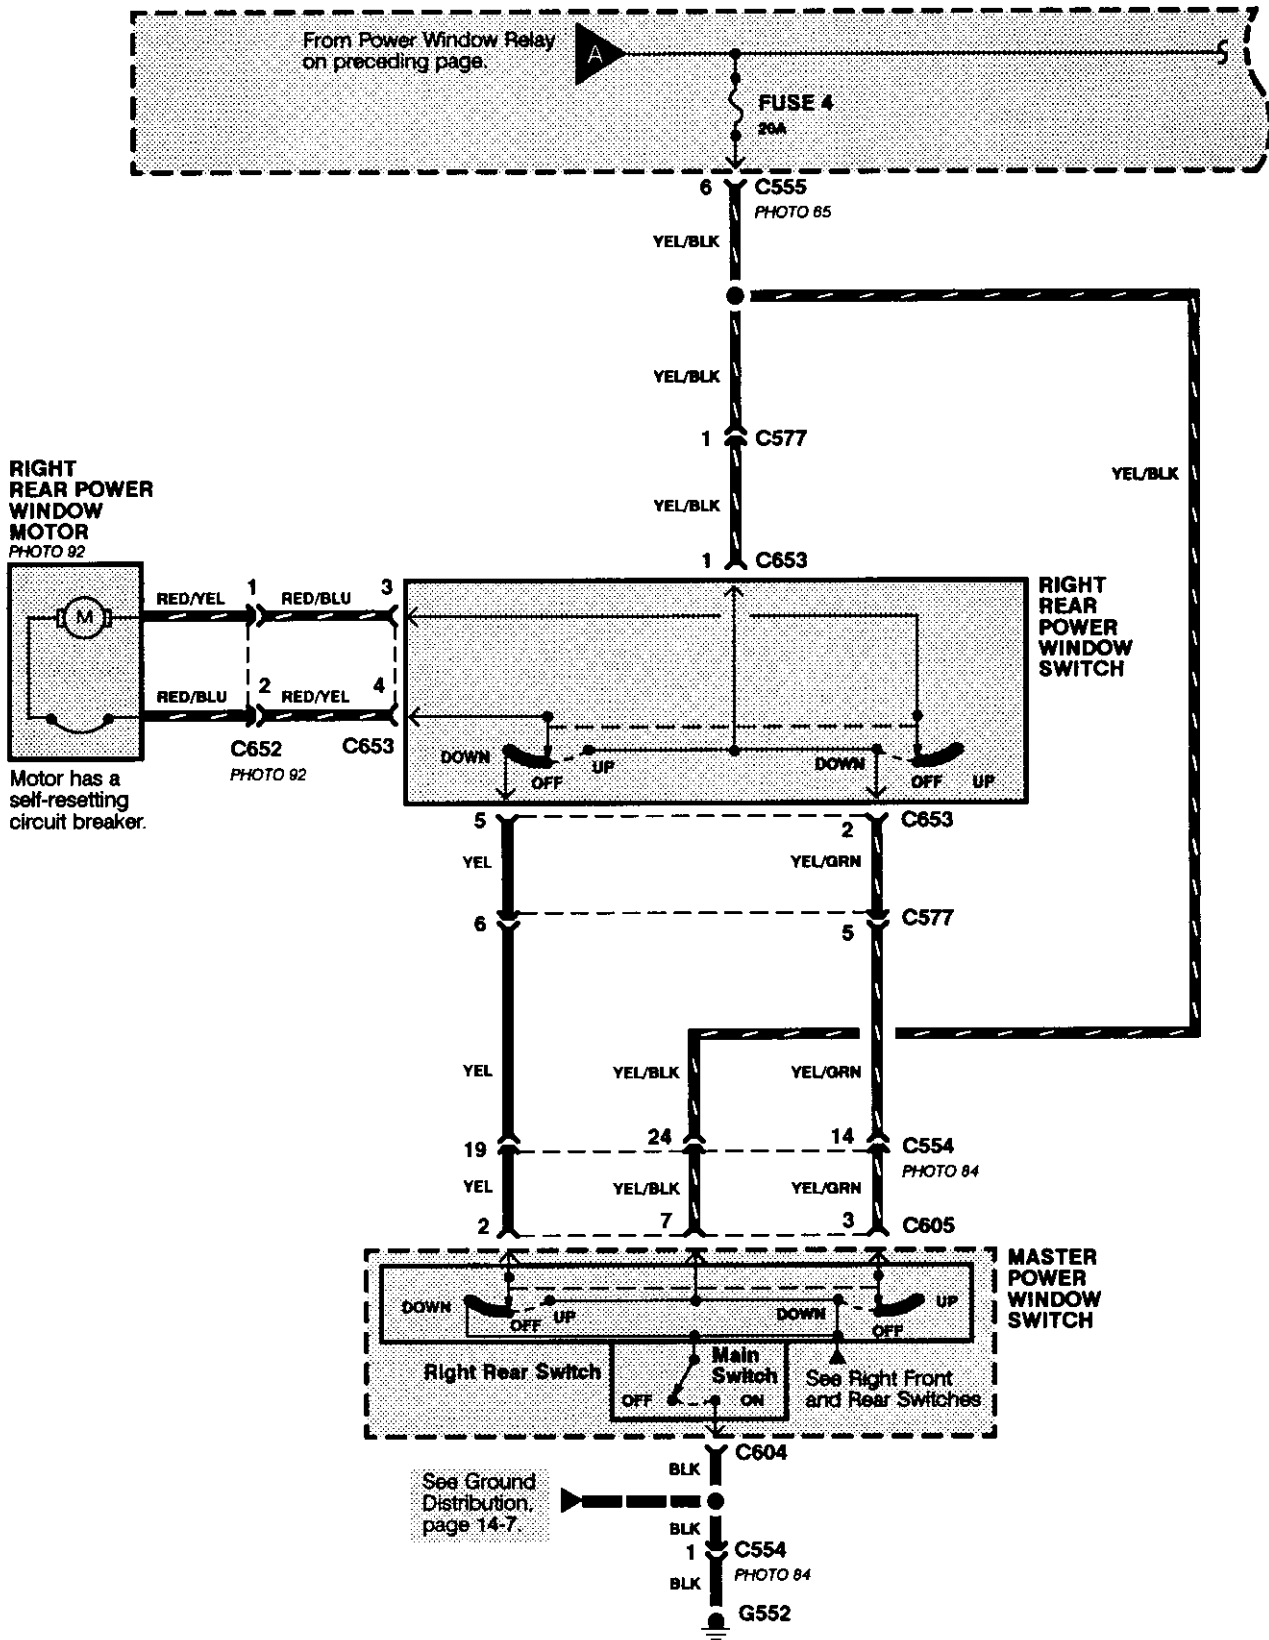 From Power Window Relay
on preceding page.
A
FUSE 4
20A
6
C555
PHOTO 65
YEL/BLK
YEL/BLK
1
C577
YEL/BLK
YEL/BLK
1
C653
RIGHT
REAR POWER
WINDOW
MOTOR
PHOTO 92
M
RED/YEL
1
RED/BLU
3
RED/BLU
2
RED/YEL
4
C652
PHOTO 92
C653
Motor has a
self-resetting
circuit breaker.
RIGHT
REAR
POWER
WINDOW
SWITCH
DOWN
OFF
UP
DOWN
OFF
UP
5
2
C653
YEL
YEL/GRN
6
5
C577
YEL
YEL/BLK
YEL/GRN
19
24
14
C554
PHOTO 84
YEL
YEL/BLK
YEL/GRN
2
7
3
C605
MASTER
POWER
WINDOW
SWITCH
DOWN
OFF
UP
DOWN
OFF
UP
Right Rear Switch
Main
Switch
OFF
ON
See Right Front
and Rear Switches
C604
BLK
See Ground
Distribution,
page 14-7.
BLK
1
C554
PHOTO 84
BLK
G552